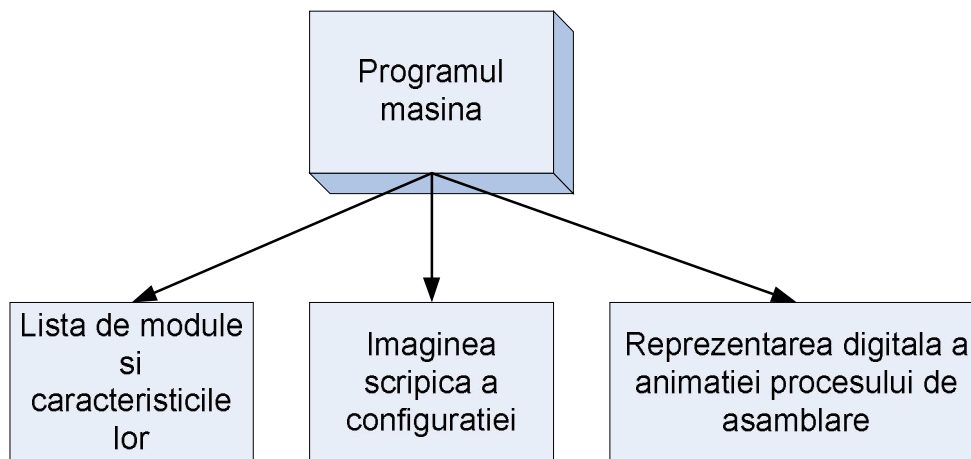 Programul
masina
Lista de module
si
caracteristicile
lor
Imaginea
scripica a
configuratiei
Reprezentarea digitala a
animatiei procesului de
asamblare